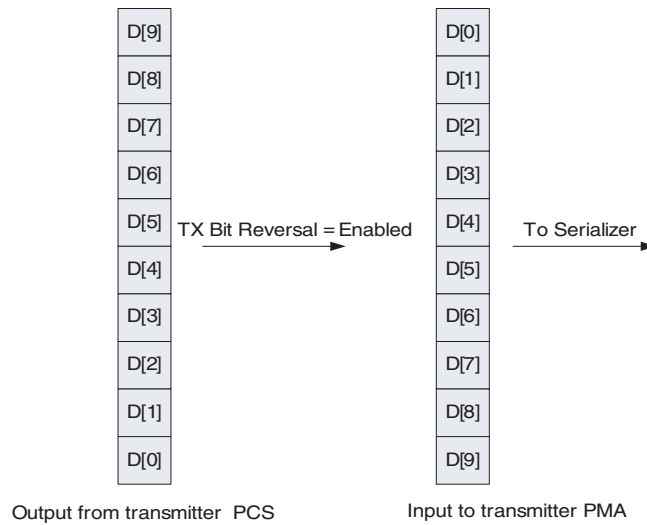 D[9]
D[8]
D[7]
D[6]
D[5]
D[4]
D[3]
D[2]
D[1]
D[0]
Output from transmitter PCS
TX Bit Reversal = Enabled
D[0]
D[1]
D[2]
D[3]
D[4]
D[5]
D[6]
D[7]
D[8]
D[9]
Input to transmitter PMA
To Serializer